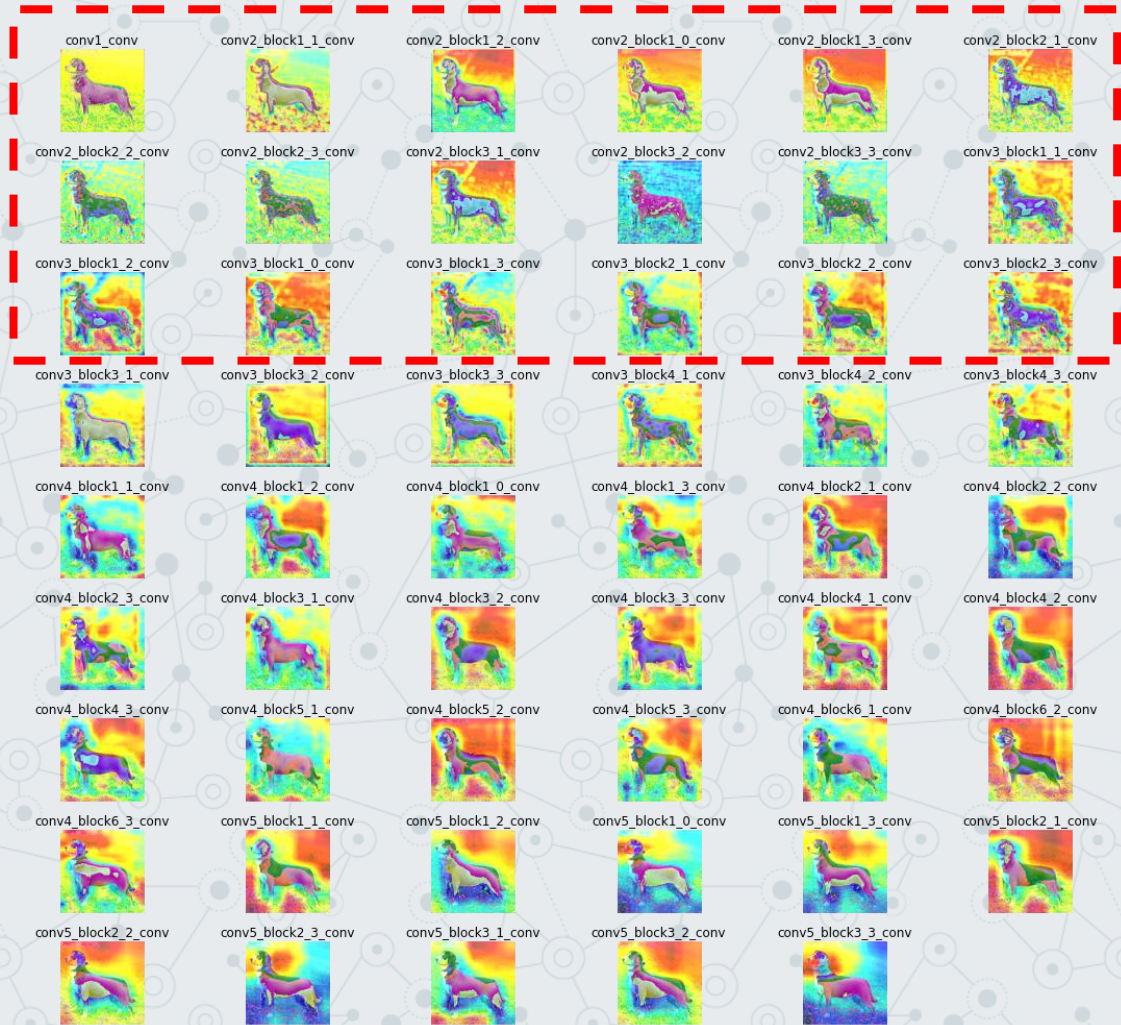 conv1_conv conv2_block1_1_conv conv2_block1_2_conv conv2_block1_0_conv conv2_block1_3_conv conv2_block2_1_conv
conv2_block2_2_conv conv2_block2_3_conv conv2_block3_1_conv conv2_block3_2_conv conv2_block3_3_conv conv3_block1_1_conv
conv3_block1_2_conv conv3_block1_0_conv conv3_block1_3_conv conv3_block2_1_conv conv3_block2_2_conv conv3_block2_3_conv
conv3_block3_1_conv conv3_block3_2_conv conv3_block3_3_conv conv3_block4_1_conv conv3_block4_2_conv conv3_block4_3_conv
conv4_block1_1_conv conv4_block1_2_conv conv4_block1_0_conv conv4_block1_3_conv conv4_block2_1_conv conv4_block2_2_conv
conv4_block2_3_conv conv4_block3_1_conv conv4_block3_2_conv conv4_block3_3_conv conv4_block4_1_conv conv4_block4_2_conv
conv4_block4_3_conv conv4_block5_1_conv conv4_block5_2_conv conv4_block5_3_conv conv4_block6_1_conv conv4_block6_2_conv
conv4_block6_3_conv conv5_block1_1_conv conv5_block1_2_conv conv5_block1_0_conv conv5_block1_3_conv conv5_block2_1_conv
conv5_block2_2_conv conv5_block2_3_conv conv5_block3_1_conv conv5_block3_2_conv conv5_block3_3_conv